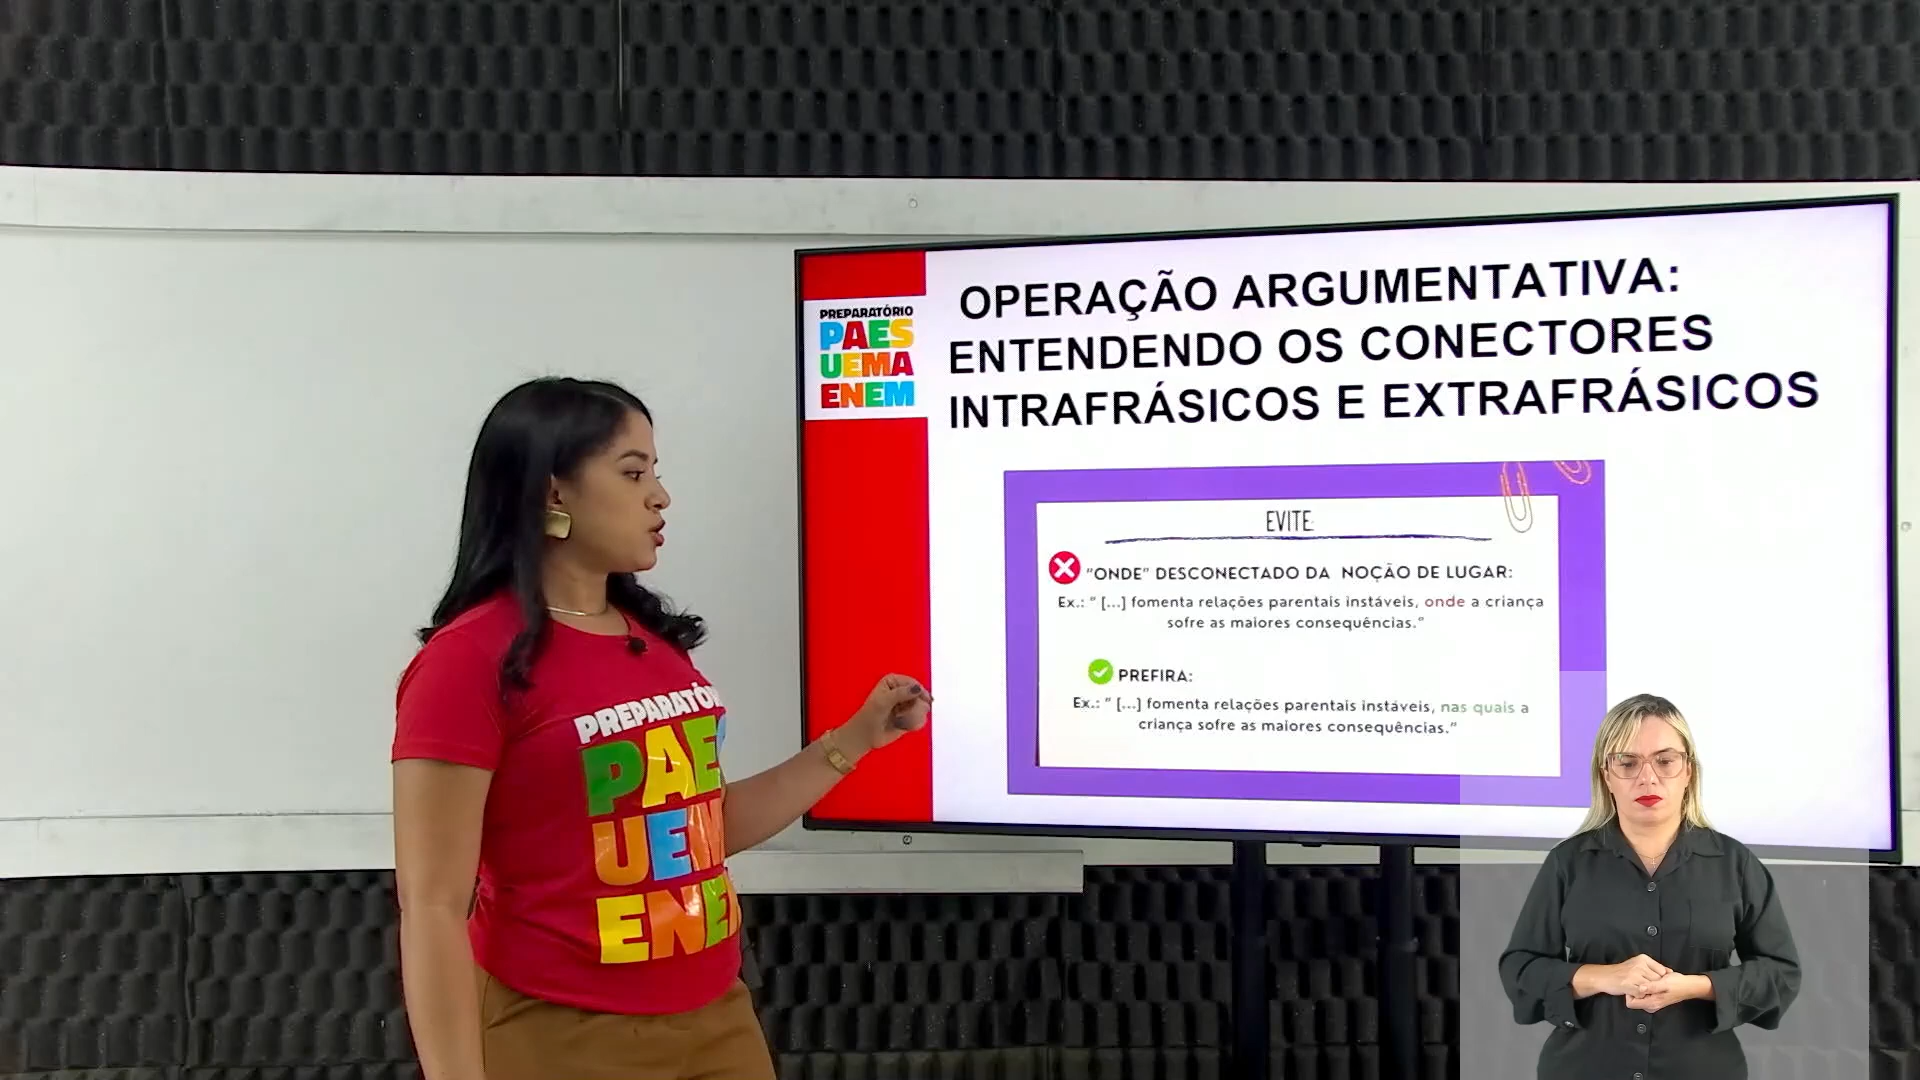 OPERAÇÃO ARGUMENTATIVA:
ENTENDENDO OS CONECTORES
INTRAFRÁSICOS E EXTRAFRÁSICOS
PREPARATÓRIO
PAES
UEMA
ENEM
EVITE:
"ONDE" DESCONECTADO DA NOÇÃO DE LUGAR:
Ex.: " [...] fomenta relações parentais instáveis, onde a criança
sofre as maiores consequências."
PREFIRA:
Ex.: " [...] fomenta relações parentais instáveis, nas quais a
criança sofre as maiores consequências."
PREPARATÓ
PAE
UEM
ENE